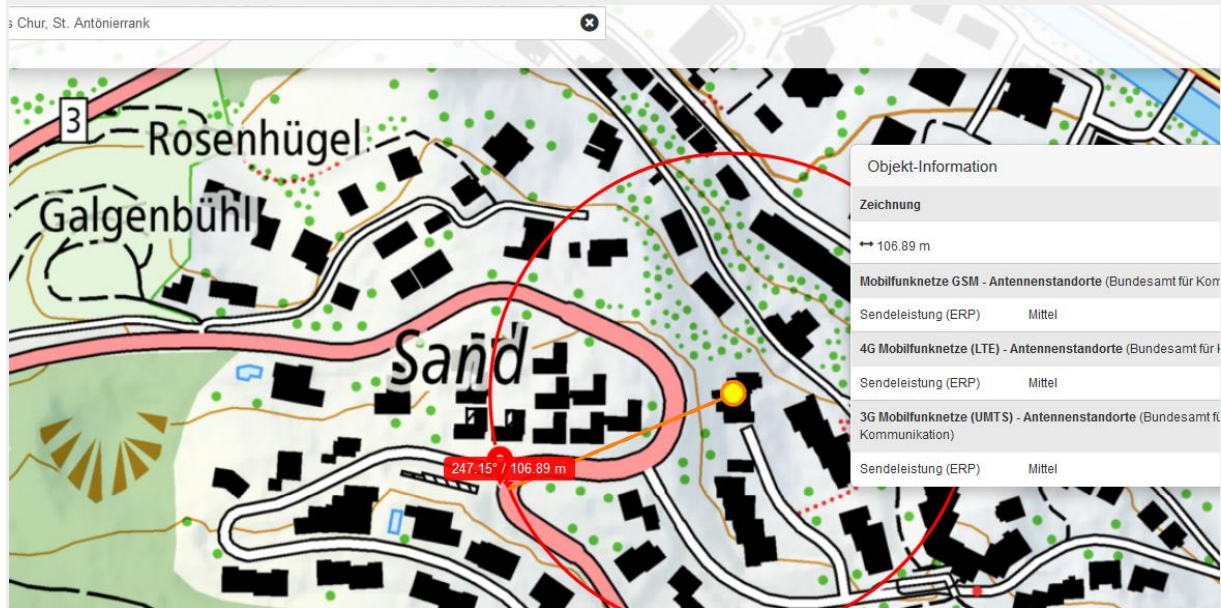 s Chur, St. Antönierrank
3
Rosenhügel
Galgenbühl
Sand
247.15° / 106.89 m
Objekt-Information
Zeichnung
↔ 106.89 m
Mobilfunknetze GSM - Antennenstandorte (Bundesamt für Kom
Sendeleistung (ERP) Mittel
4G Mobilfunknetze (LTE) - Antennenstandorte (Bundesamt für
Sendeleistung (ERP) Mittel
3G Mobilfunknetze (UMTS) - Antennenstandorte (Bundesamt fü
Kommunikation)
Sendeleistung (ERP) Mittel